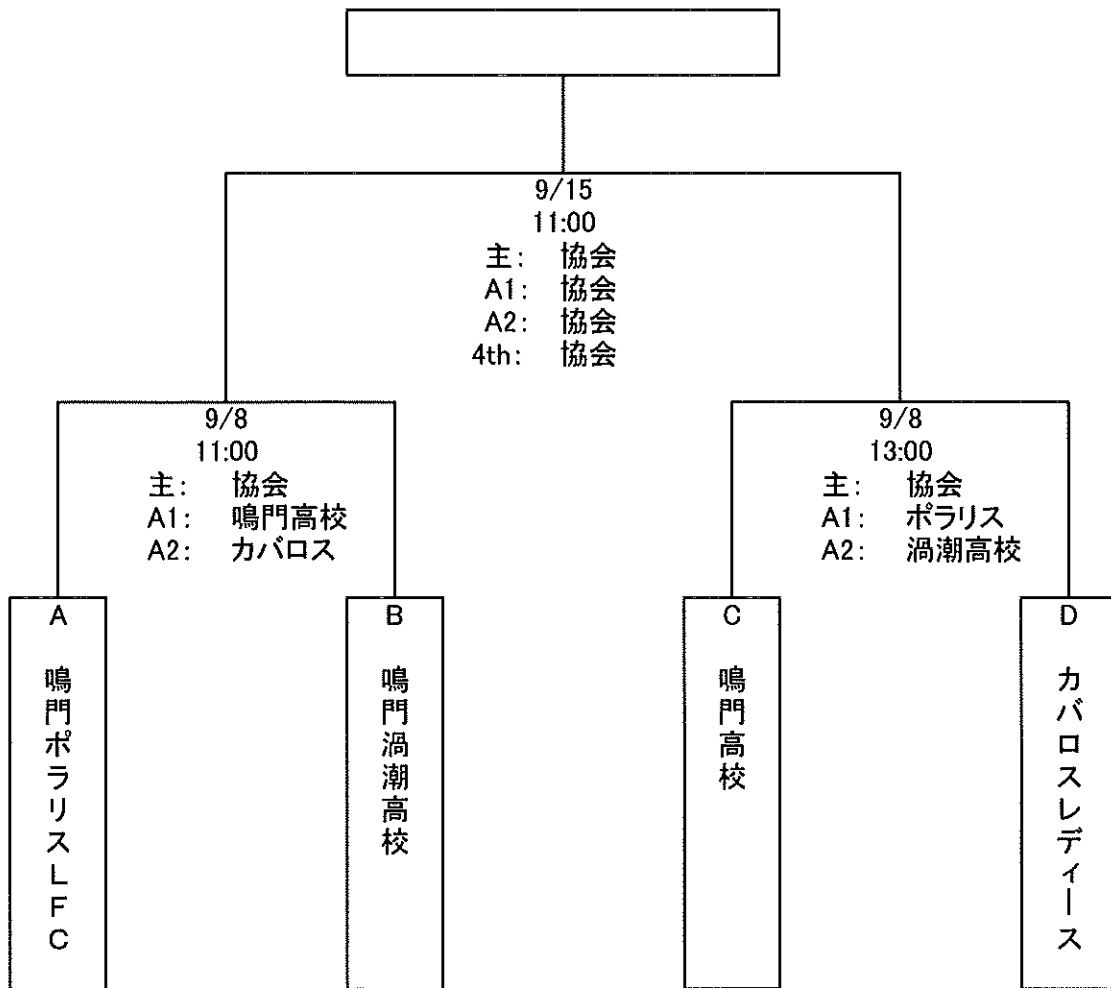 9/15
11:00
主: 協会
A1: 協会
A2: 協会
4th: 協会
9/8
11:00
主: 協会
A1: 鳴門高校
A2: カバロス
9/8
13:00
主: 協会
A1: ポラリス
A2: 渦潮高校
A
鳴門ポラリスLFC
B
鳴門渦潮高校
C
鳴門高校
D
カバロスレディース